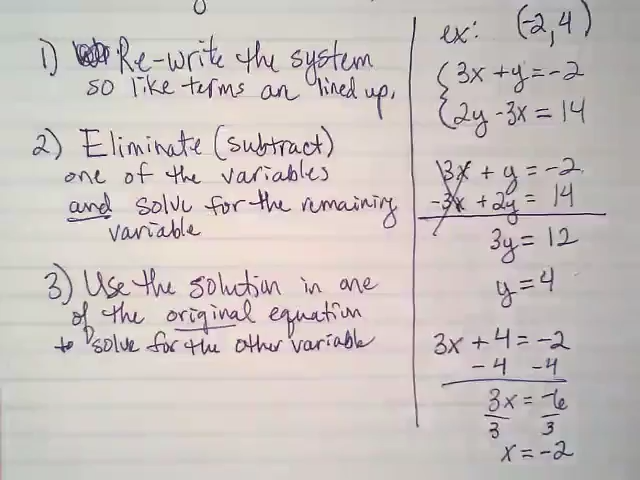 1) Re-write the system
so like terms are lined up.
2) Eliminate (subtract)
one of the variables
and solve for the remaining
variable
3) Use the solution in one
of the original equation
to solve for the other variable
ex: (-2,4)
3x + y = -2
2y - 3x = 14
3x + y = -2
-3x + 2y = 14
3y = 12
y = 4
3x + 4 = -2
- 4 - 4
3x = -6
3 3
x = -2